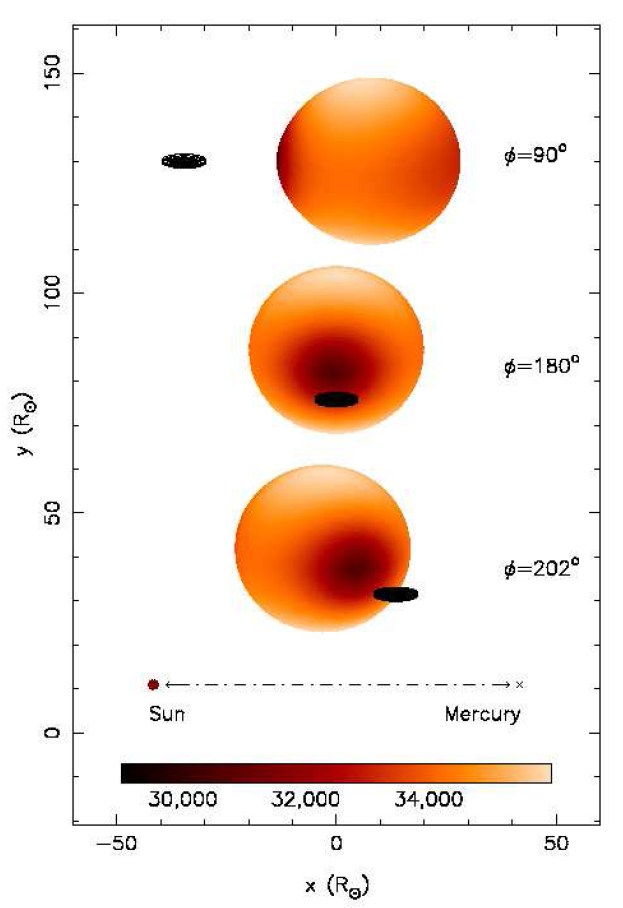 150
ϕ=90°
100
ϕ=180°
y (R☉)
50
ϕ=202°
Sun
Mercury
0
30,000 32,000 34,000
−50 0 50
x (R☉)